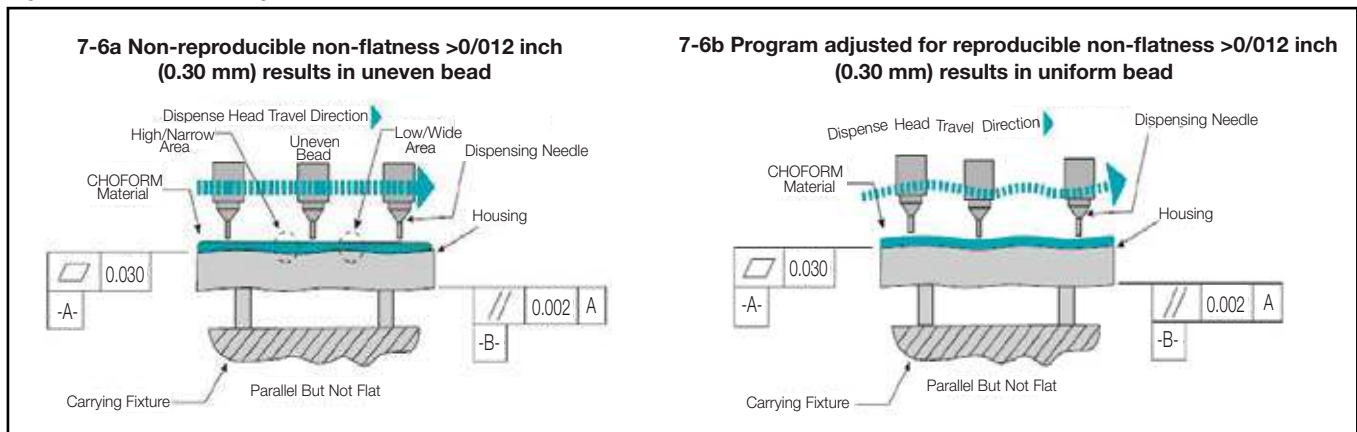 7-6a Non-reproducible non-flatness >0/012 inch
(0.30 mm) results in uneven bead
Dispense Head Travel Direction
High/Narrow
Area
Uneven
Bead
Low/Wide
Area
Dispensing Needle
CHOFORM
Material
Housing
0.030
-A-
// 0.002 A
-B-
Carrying Fixture
Parallel But Not Flat
7-6b Program adjusted for reproducible non-flatness >0/012 inch
(0.30 mm) results in uniform bead
Dispense Head Travel Direction
Dispensing Needle
CHOFORM
Material
Housing
0.030
-A-
// 0.002 A
-B-
Carrying Fixture
Parallel But Not Flat